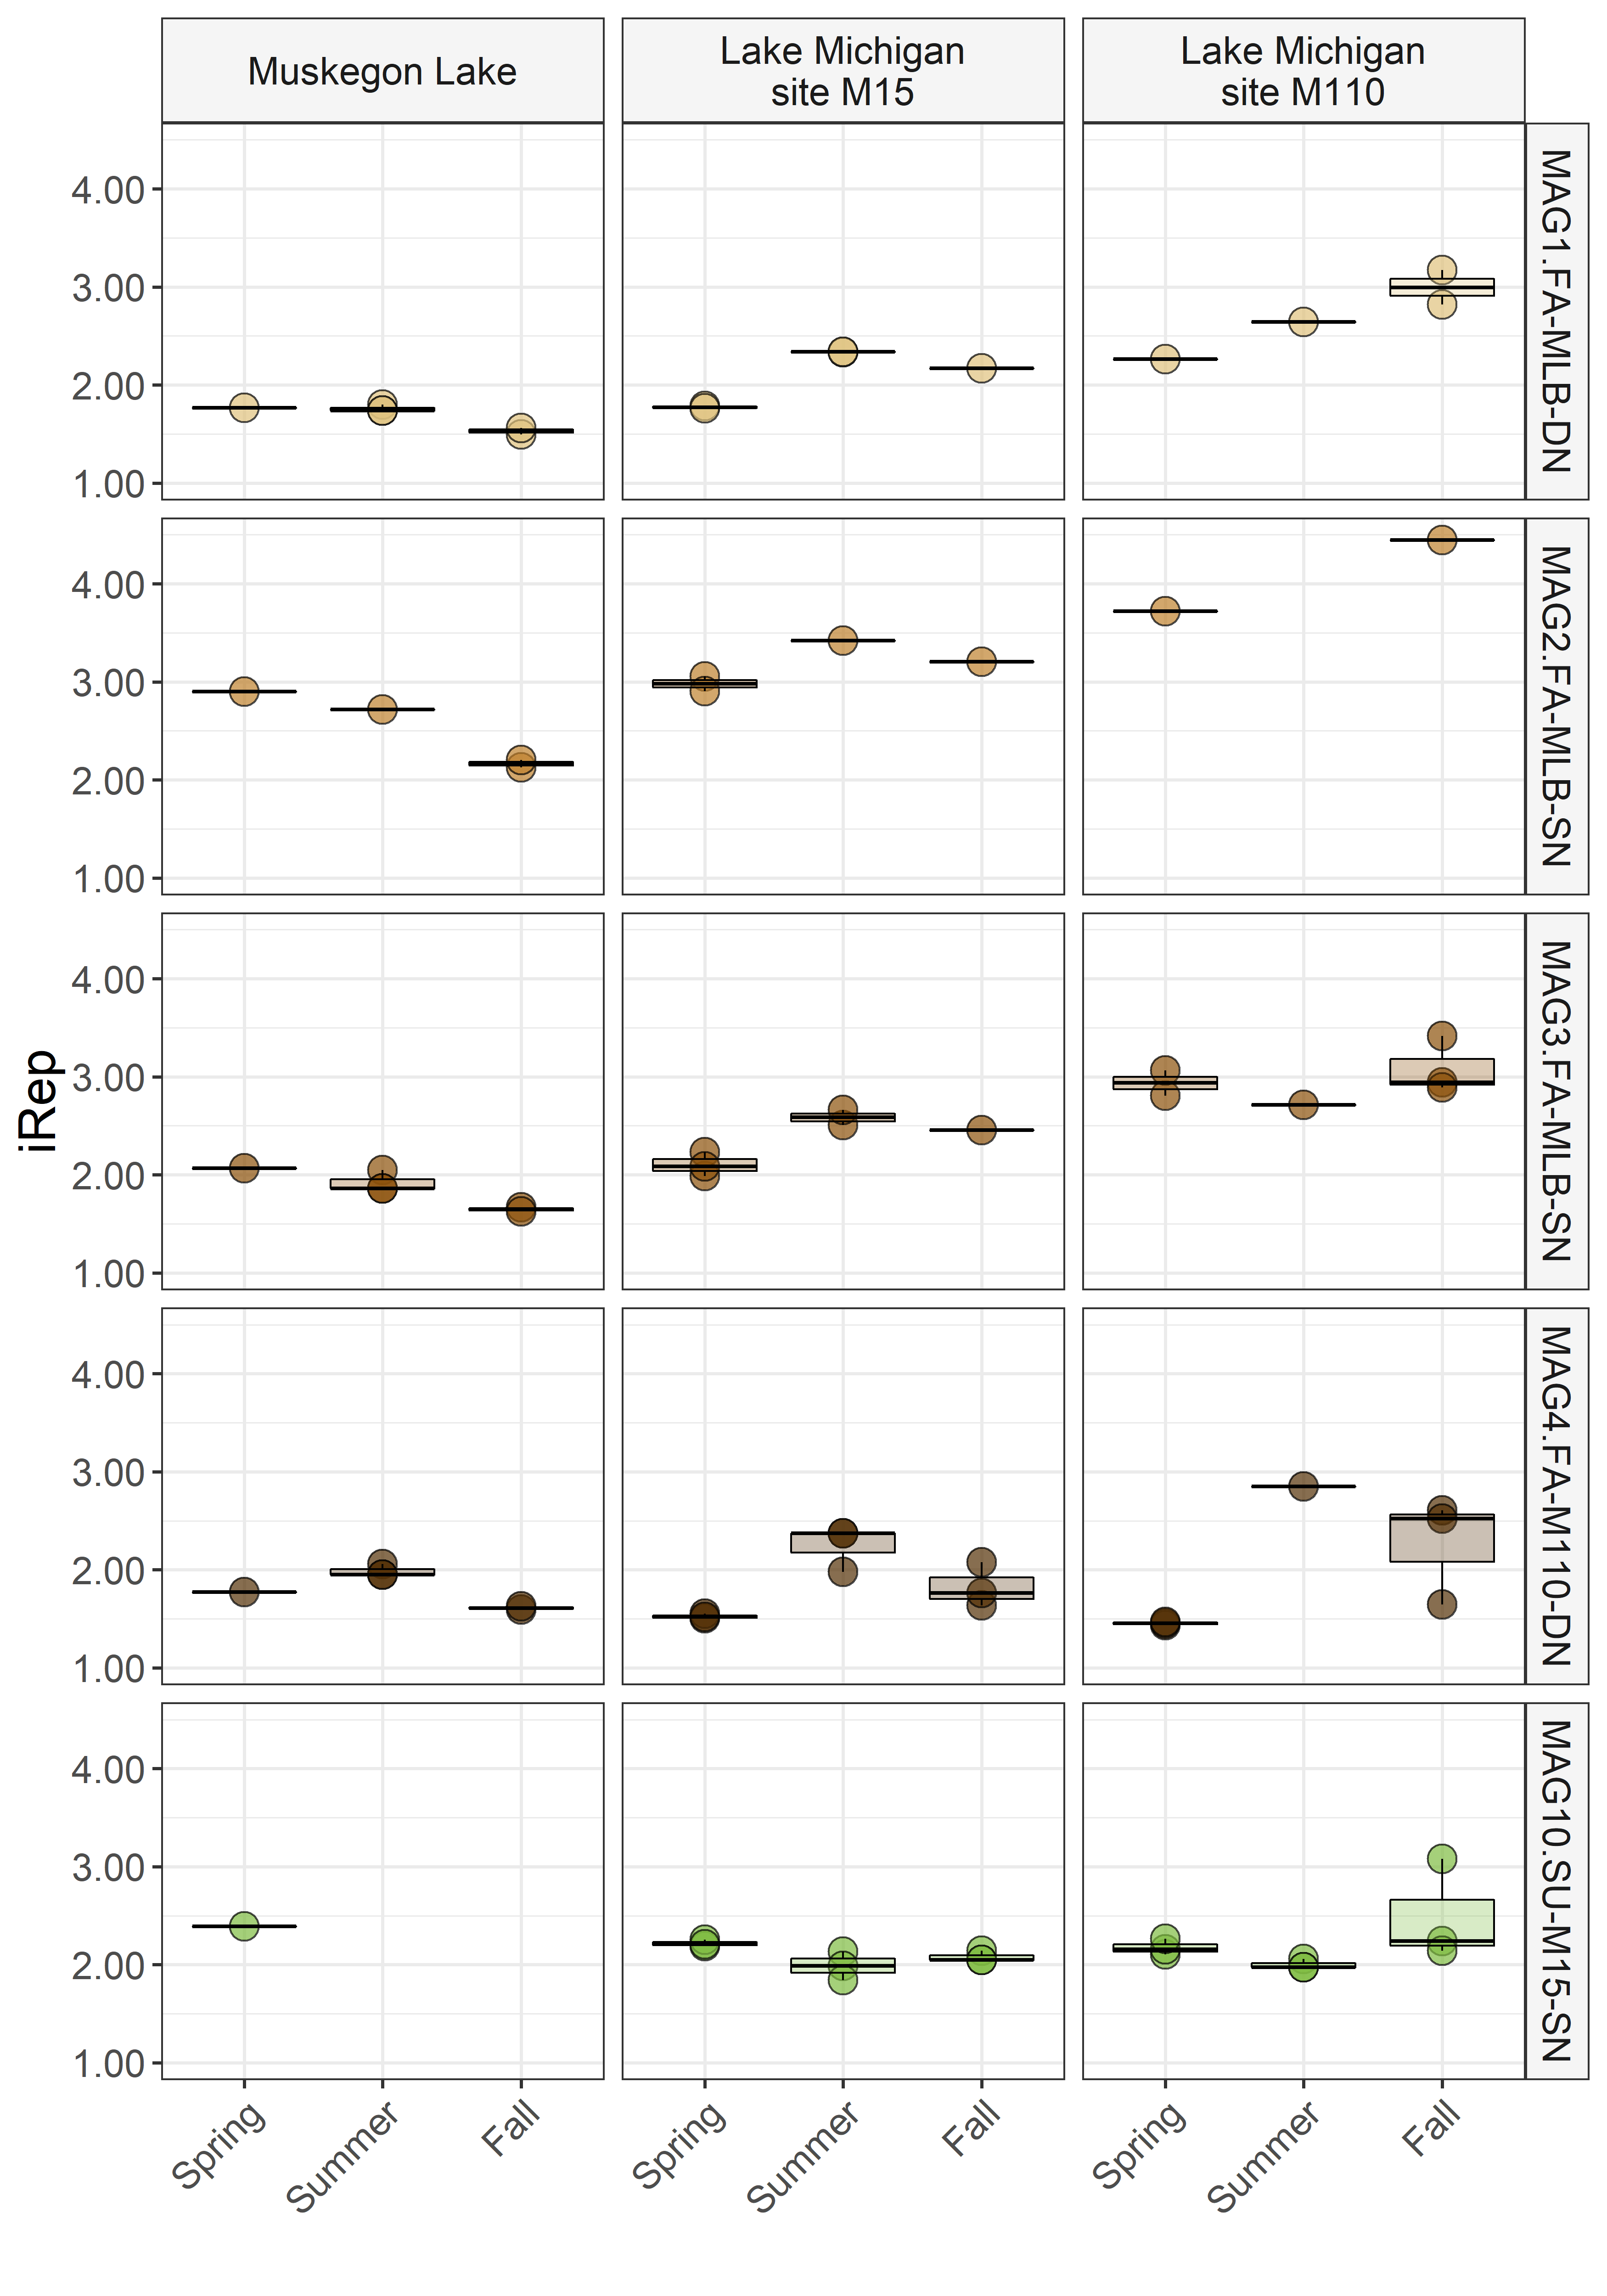 Muskegon Lake
Lake Michigan
site M15
Lake Michigan
site M110
4.00
3.00
2.00
1.00
MAG1.FA-MLB-DN
4.00
3.00
2.00
1.00
MAG2.FA-MLB-SN
4.00
3.00
2.00
1.00
MAG3.FA-MLB-SN
iRep
4.00
3.00
2.00
1.00
MAG4.FA-M110-DN
4.00
3.00
2.00
1.00
MAG10.SU-M15-SN
Spring
Summer
Fall
Spring
Summer
Fall
Spring
Summer
Fall